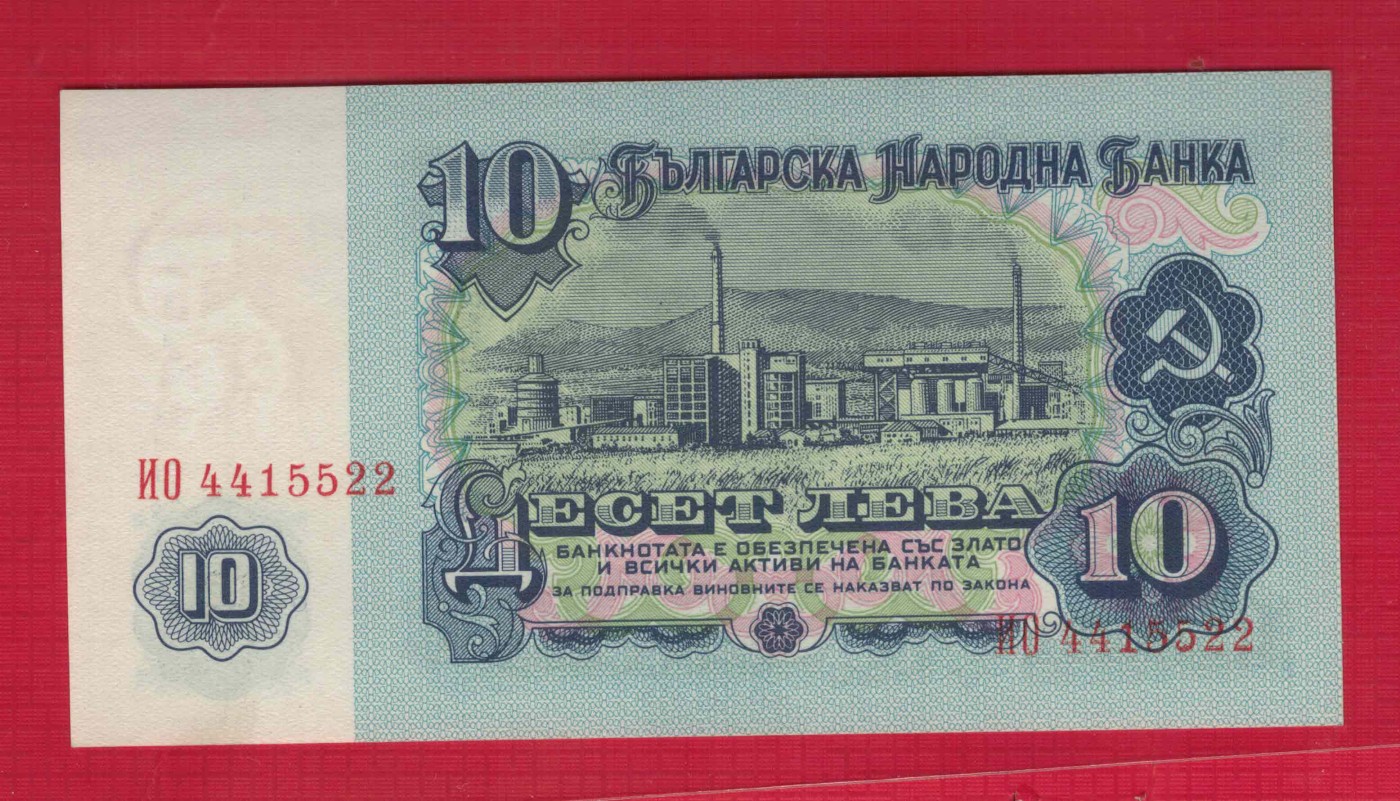 10 БЪЛГАРСКА НАРОДНА БАНКА
ИО 4415522
10
ДЕСЕТ ЛЕВА
10
БАНКНОТАТА Е ОБЕЗПЕЧЕНА СЪС ЗЛАТО
И ВСИЧКИ АКТИВИ НА БАНКАТА
ЗА ПОДПРАВКА ВИНОВНИТЕ СЕ НАКАЗВАТ ПО ЗАКОНА
ИО 4415522